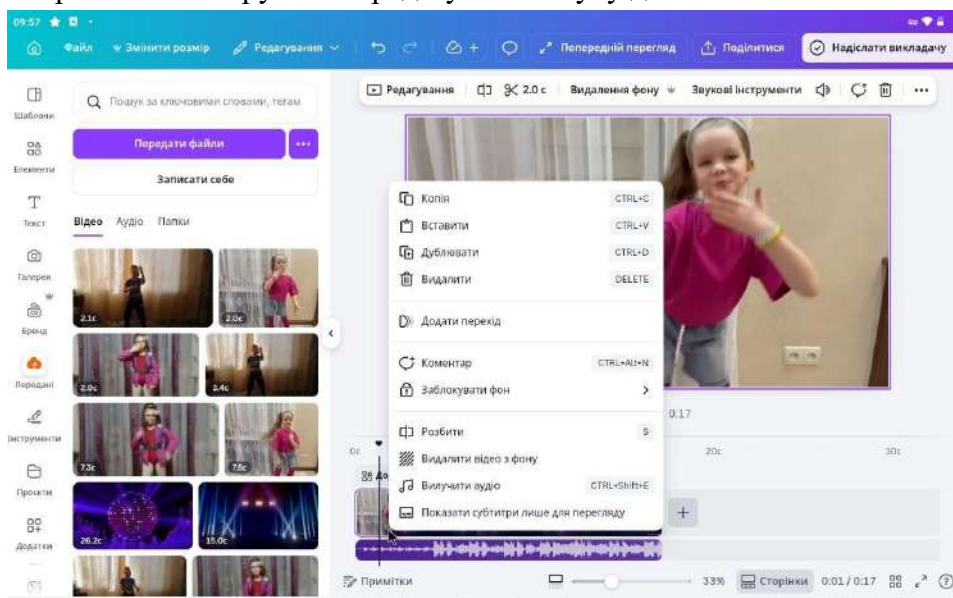 09:57
Файл
Змінити розмір
Редагування
Попередній перегляд
Поділитися
Надіслати викладачу
Шаблони
Елементи
Текст
Галерея
Бренд
Передані
Інструменти
Проєкти
Додатки
Пошук за ключовими словами, тегам
Передати файли
Записати себе
Відео Аудіо Папки
2.1с 2.0с
2.0с 3.4с
7.3с 7.5с
26.2с 15.0с
Редагування 2.0 с Видалення фону Звукові інструменти
Копія CTRL+C
Вставити CTRL+V
Дублювати CTRL+D
Видалити DELETE
Додати перехід
Коментар CTRL+Alt+N
Заблокувати фон
Розбити S
Видалити відео з фону
Вилучити аудіо CTRL+Shift+E
Показати субтитри лише для перегляду
0:17
0с 20с 30с
Примітки 33% Сторінки 0:01 / 0:17